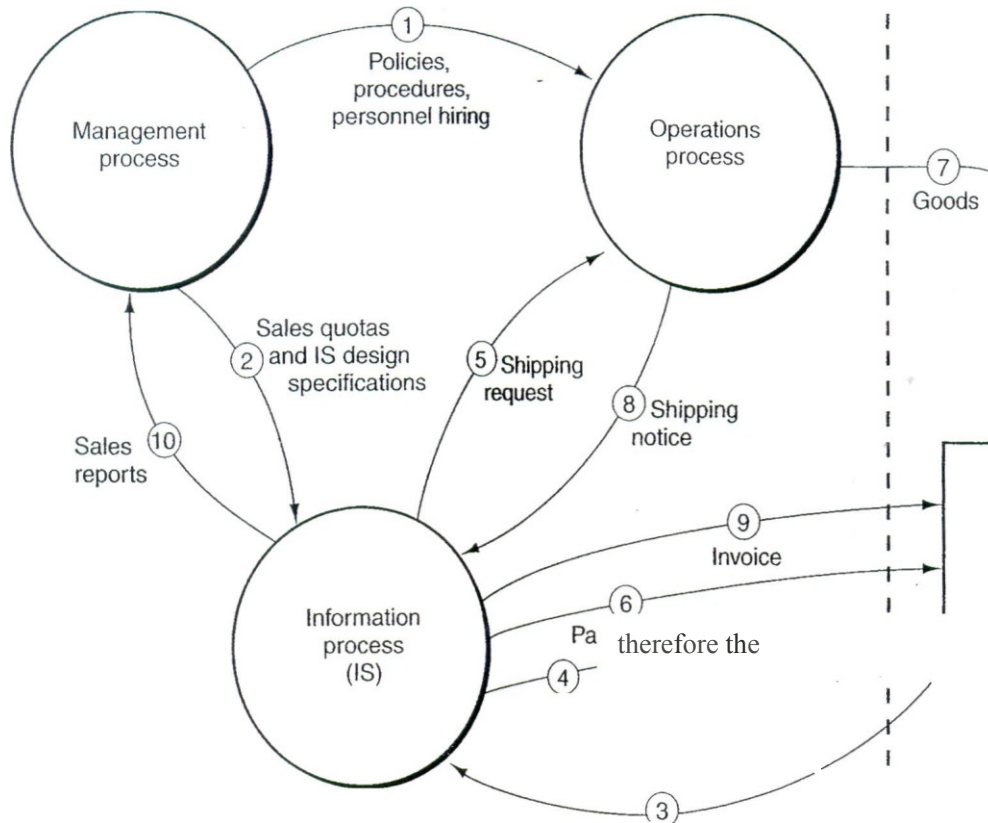 1
Policies,
procedures,
personnel hiring
Management
process
Operations
process
7
Goods
Sales quotas
2
and IS design
specifications
5 Shipping
request
8 Shipping
notice
10
Sales
reports
9
Invoice
Information
process
(IS)
6
Pa therefore the
4
3